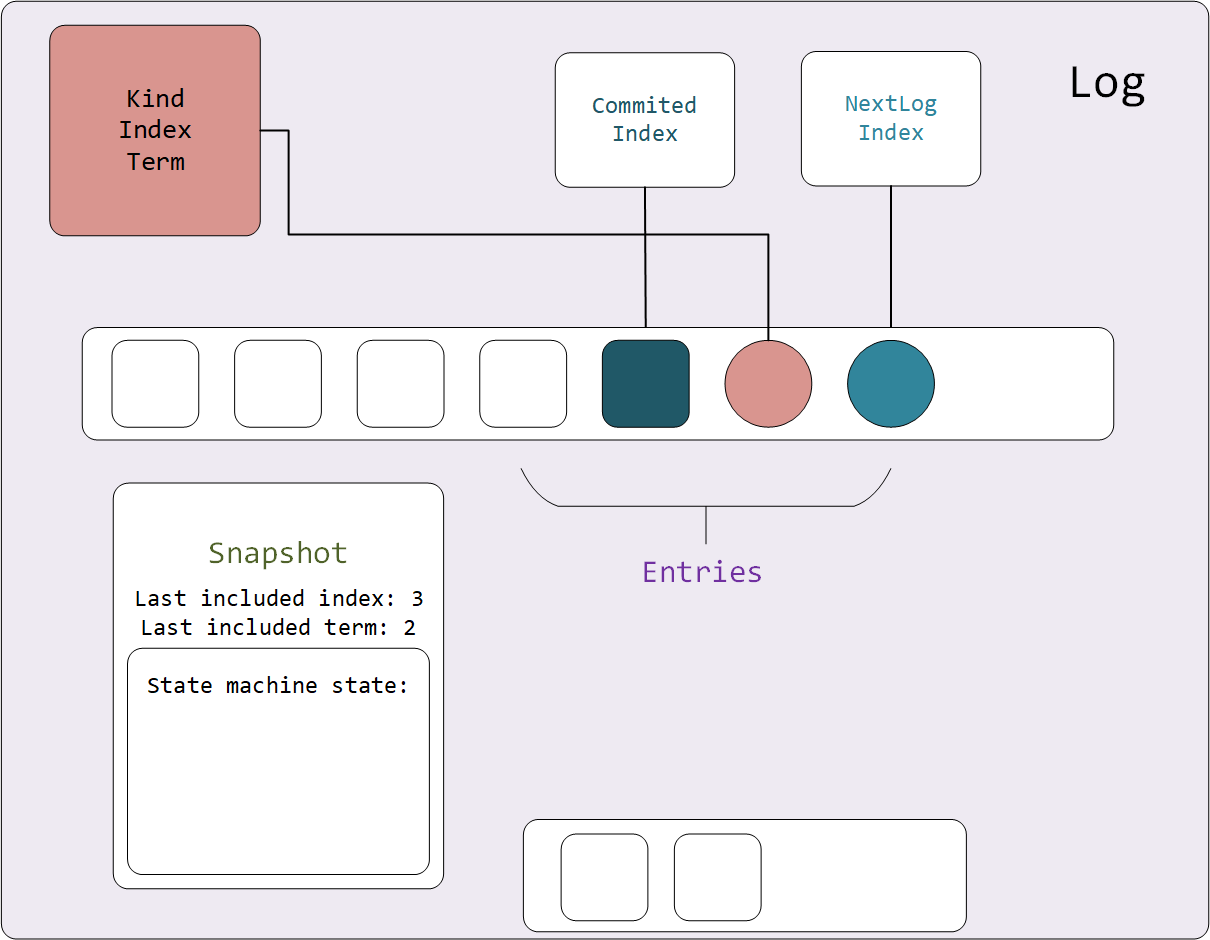 Log
Kind
Index
Term
Commited
Index
NextLog
Index
Snapshot
Last included index: 3
Last included term: 2
State machine state:
Entries